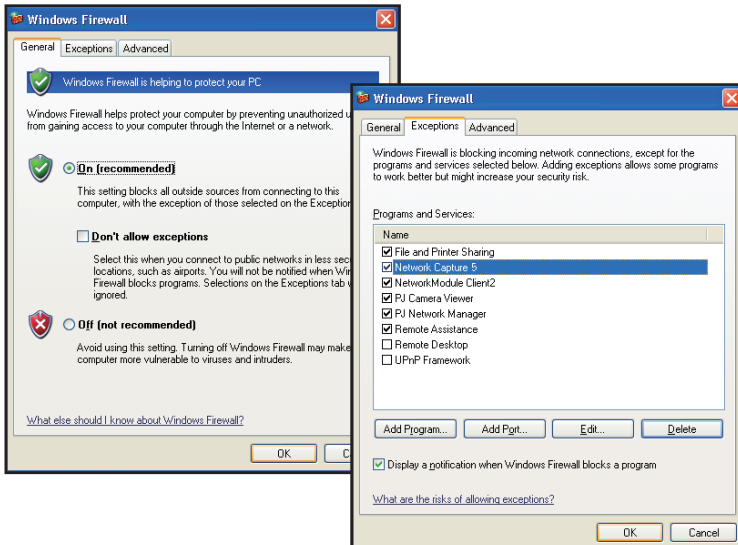 Windows Firewall
General Exceptions Advanced
Windows Firewall is helping to protect your PC
Windows Firewall helps protect your computer by preventing unauthorized
from gaining access to your computer through the Internet or a network.
On (recommended)
This setting blocks all outside sources from connecting to this
computer, with the exception of those selected on the
Don't allow exceptions
Select this when you connect to public networks in less
locations, such as airports. You will not be notified when
Firewall blocks programs. Selections on the Exceptions tab
ignored.
Off (not recommended)
Avoid using this setting. Turning off Windows Firewall may make
computer more vulnerable to viruses and intruders.
What else should I know about Windows Firewall?
OK
Windows Firewall
General Exceptions Advanced
Windows Firewall is blocking incoming network connections, except for the
programs and services selected below. Adding exceptions allows some programs
to work better but might increase your security risk.
Programs and Services:
Name
File and Printer Sharing
Network Capture 5
NetworkModule Client2
PJ Camera Viewer
PJ Network Manager
Remote Assistance
Remote Desktop
UPnP Framework
Add Program... Add Port... Edit... Delete
Display a notification when Windows Firewall blocks a program
What are the risks of allowing exceptions?
OK Cancel